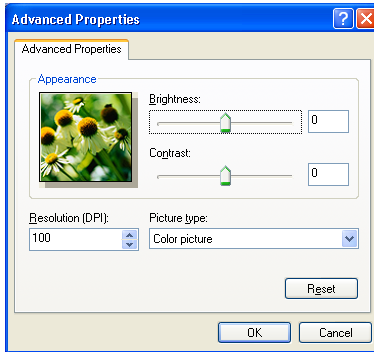 Advanced Properties
Advanced Properties
Appearance
Brightness:
0
Contrast:
0
Resolution (DPI):
Picture type:
100
Color picture
Reset
OK
Cancel